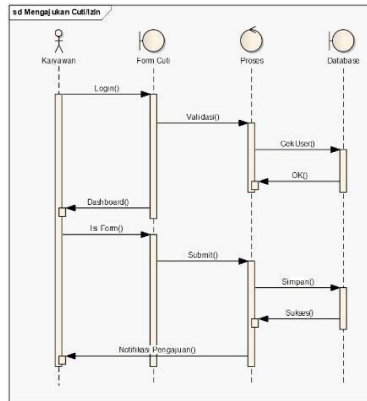 sd Mengajukan Cuti/Izin
Karyawan
Form Cuti
Proses
Database
Login()
Validasi()
CekUser()
OK()
Dashboard()
Isi Form()
Submit()
Simpan()
Sukses()
Notifikasi Pengajuan()